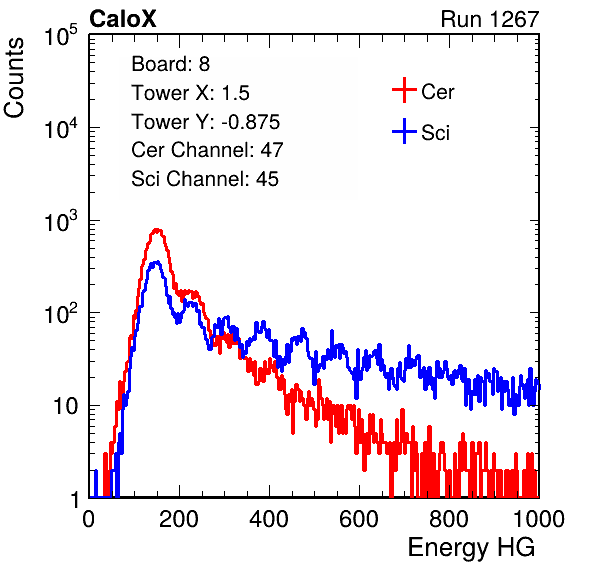 CaloX Run 1267
10^5
Counts
Board: 8
Tower X: 1.5
Tower Y: -0.875
Cer Channel: 47
Sci Channel: 45
Cer
Sci
10^4
10^3
10^2
10
1
0 200 400 600 800 1000
Energy HG